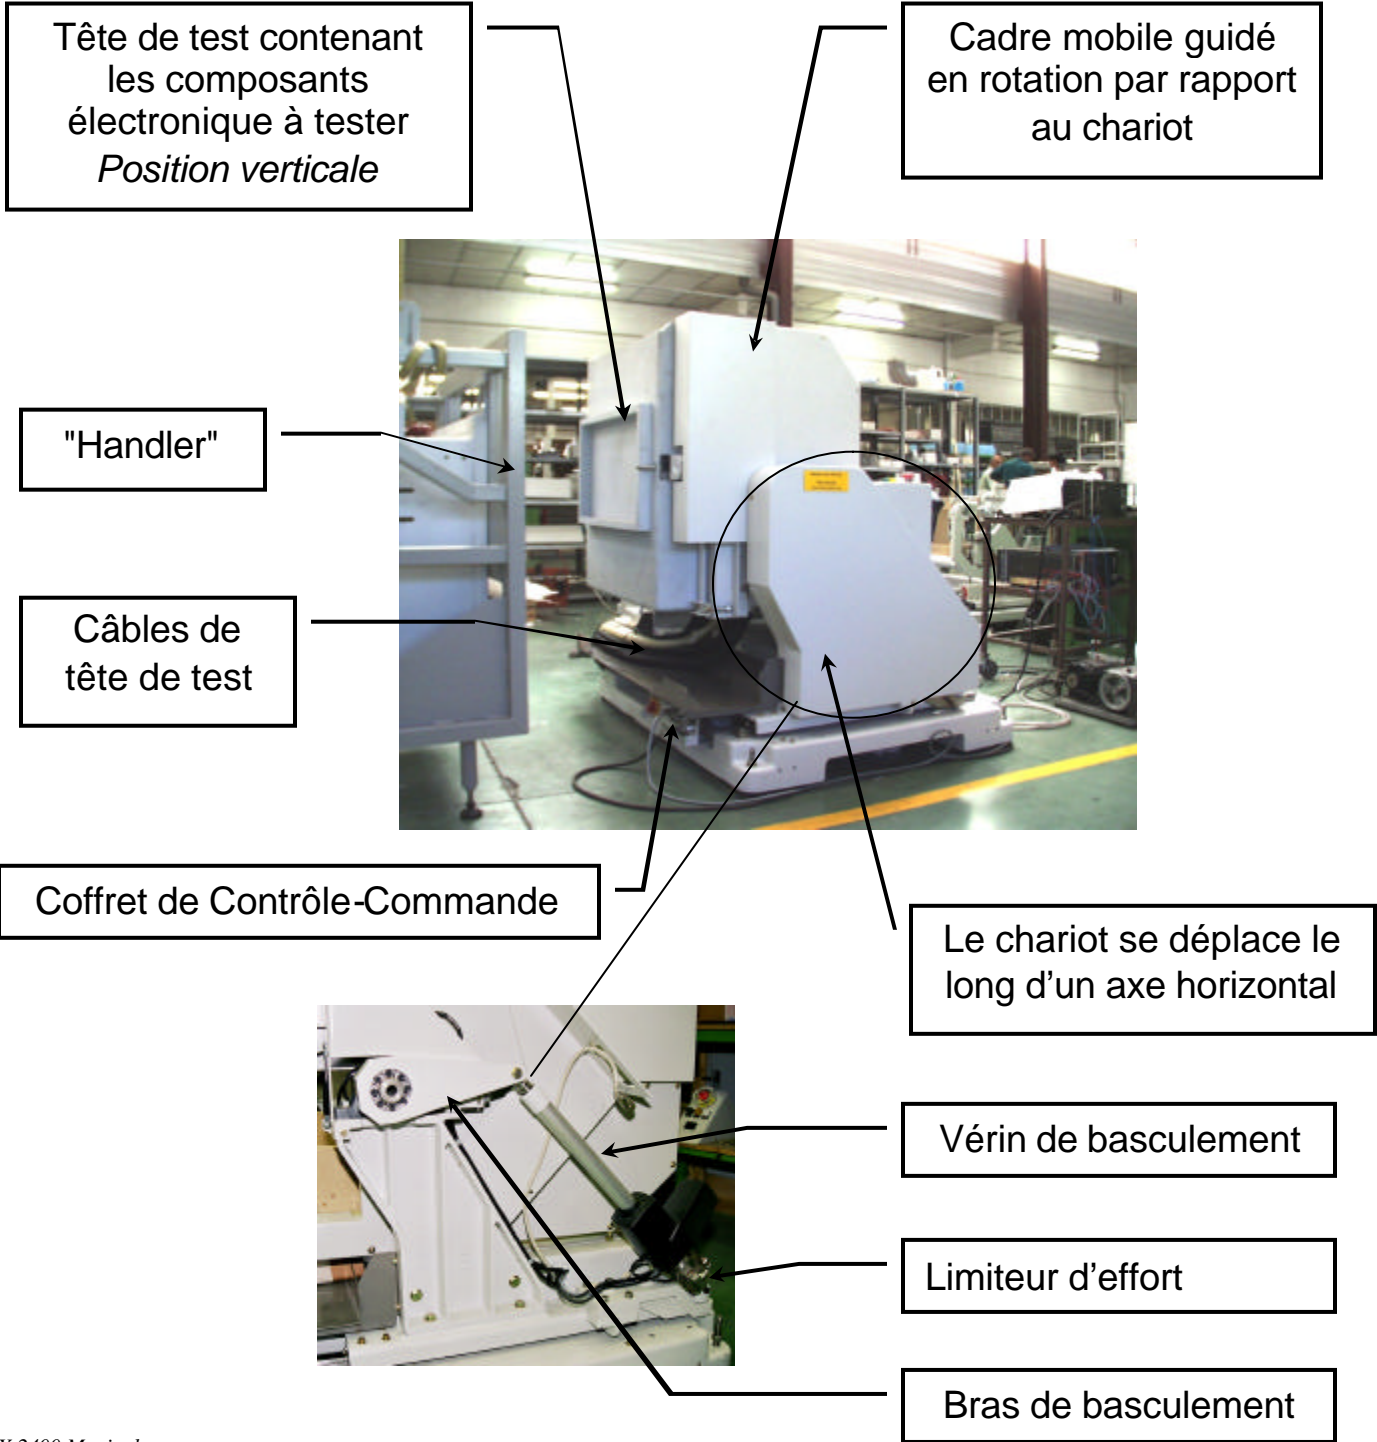 Tête de test contenant
les composants
électronique à tester
Position verticale
Cadre mobile guidé
en rotation par rapport
au chariot
"Handler"
Câbles de
tête de test
Coffret de Contrôle-Commande
Le chariot se déplace le
long d'un axe horizontal
Vérin de basculement
Limiteur d'effort
Bras de basculement